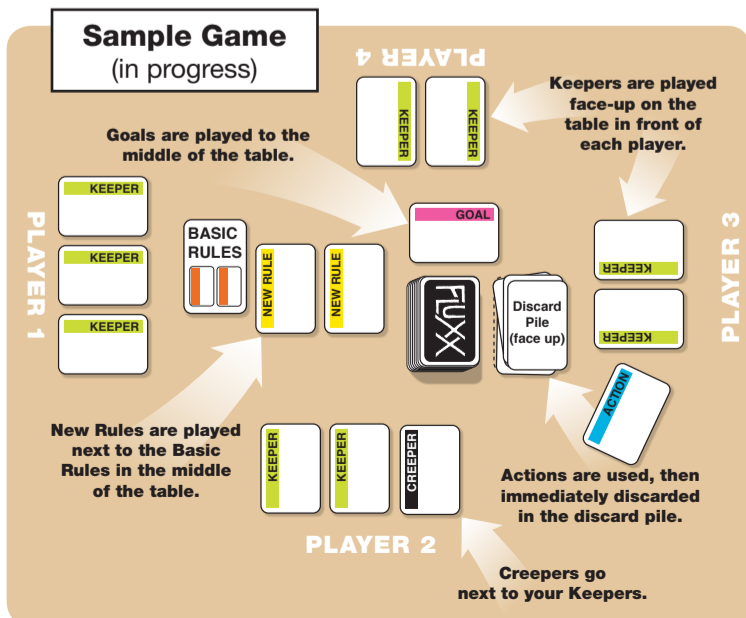 Sample Game
(in progress)
PLAYER 4
KEEPER
KEEPER
Keepers are played
face-up on the
table in front of
each player.
Goals are played to the
middle of the table.
PLAYER 1
KEEPER
KEEPER
KEEPER
BASIC
RULES
NEW RULE
NEW RULE
GOAL
FLUXX
Discard
Pile
(face up)
PLAYER 3
KEEPER
KEEPER
ACTION
New Rules are played
next to the Basic
Rules in the middle
of the table.
KEEPER
KEEPER
CREEPER
PLAYER 2
Actions are used, then
immediately discarded
in the discard pile.
Creepers go
next to your Keepers.